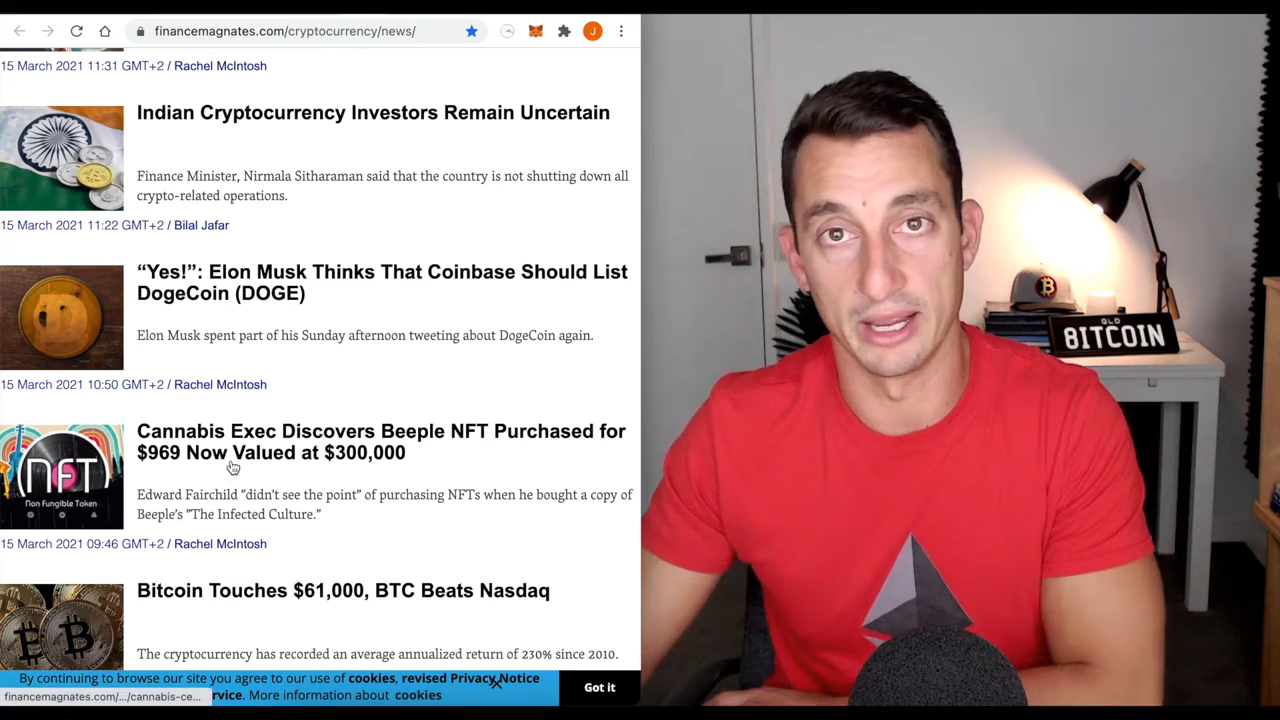 financemagnates.com/cryptocurrency/news/
J
15 March 2021 11:31 GMT+2 / Rachel McIntosh
Indian Cryptocurrency Investors Remain Uncertain
Finance Minister, Nirmala Sitharaman said that the country is not shutting down all
crypto-related operations.
15 March 2021 11:22 GMT+2 / Bilal Jafar
“Yes!”: Elon Musk Thinks That Coinbase Should List
DogeCoin (DOGE)
Elon Musk spent part of his Sunday afternoon tweeting about DogeCoin again.
15 March 2021 10:50 GMT+2 / Rachel McIntosh
Cannabis Exec Discovers Beeple NFT Purchased for
$969 Now Valued at $300,000
NFT
Non Fungible Token
Edward Fairchild "didn't see the point" of purchasing NFTs when he bought a copy of
Beeple's "The Infected Culture."
15 March 2021 09:46 GMT+2 / Rachel McIntosh
Bitcoin Touches $61,000, BTC Beats Nasdaq
The cryptocurrency has recorded an average annualized return of 230% since 2010.
By continuing to browse our site you agree to our use of cookies, revised Privacy Notice
rvice. More information about cookies
Got it
financemagnates.com/.../cannabis-ce...
QLD
8ITCOIN